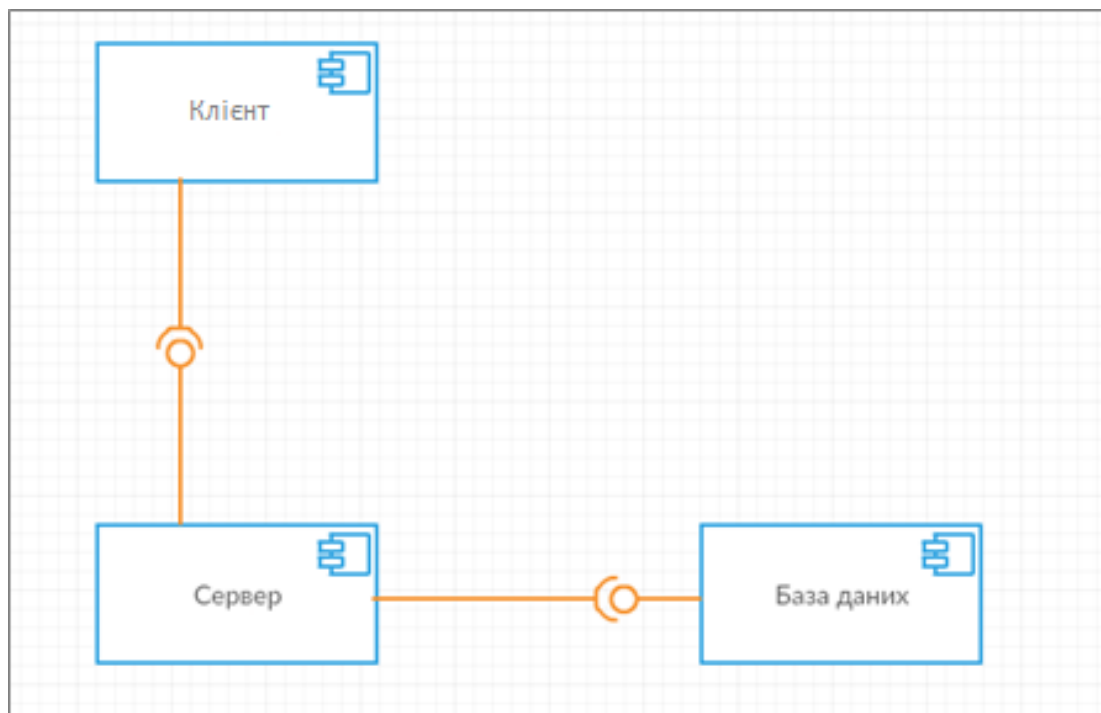 Клієнт
Сервер
База даних